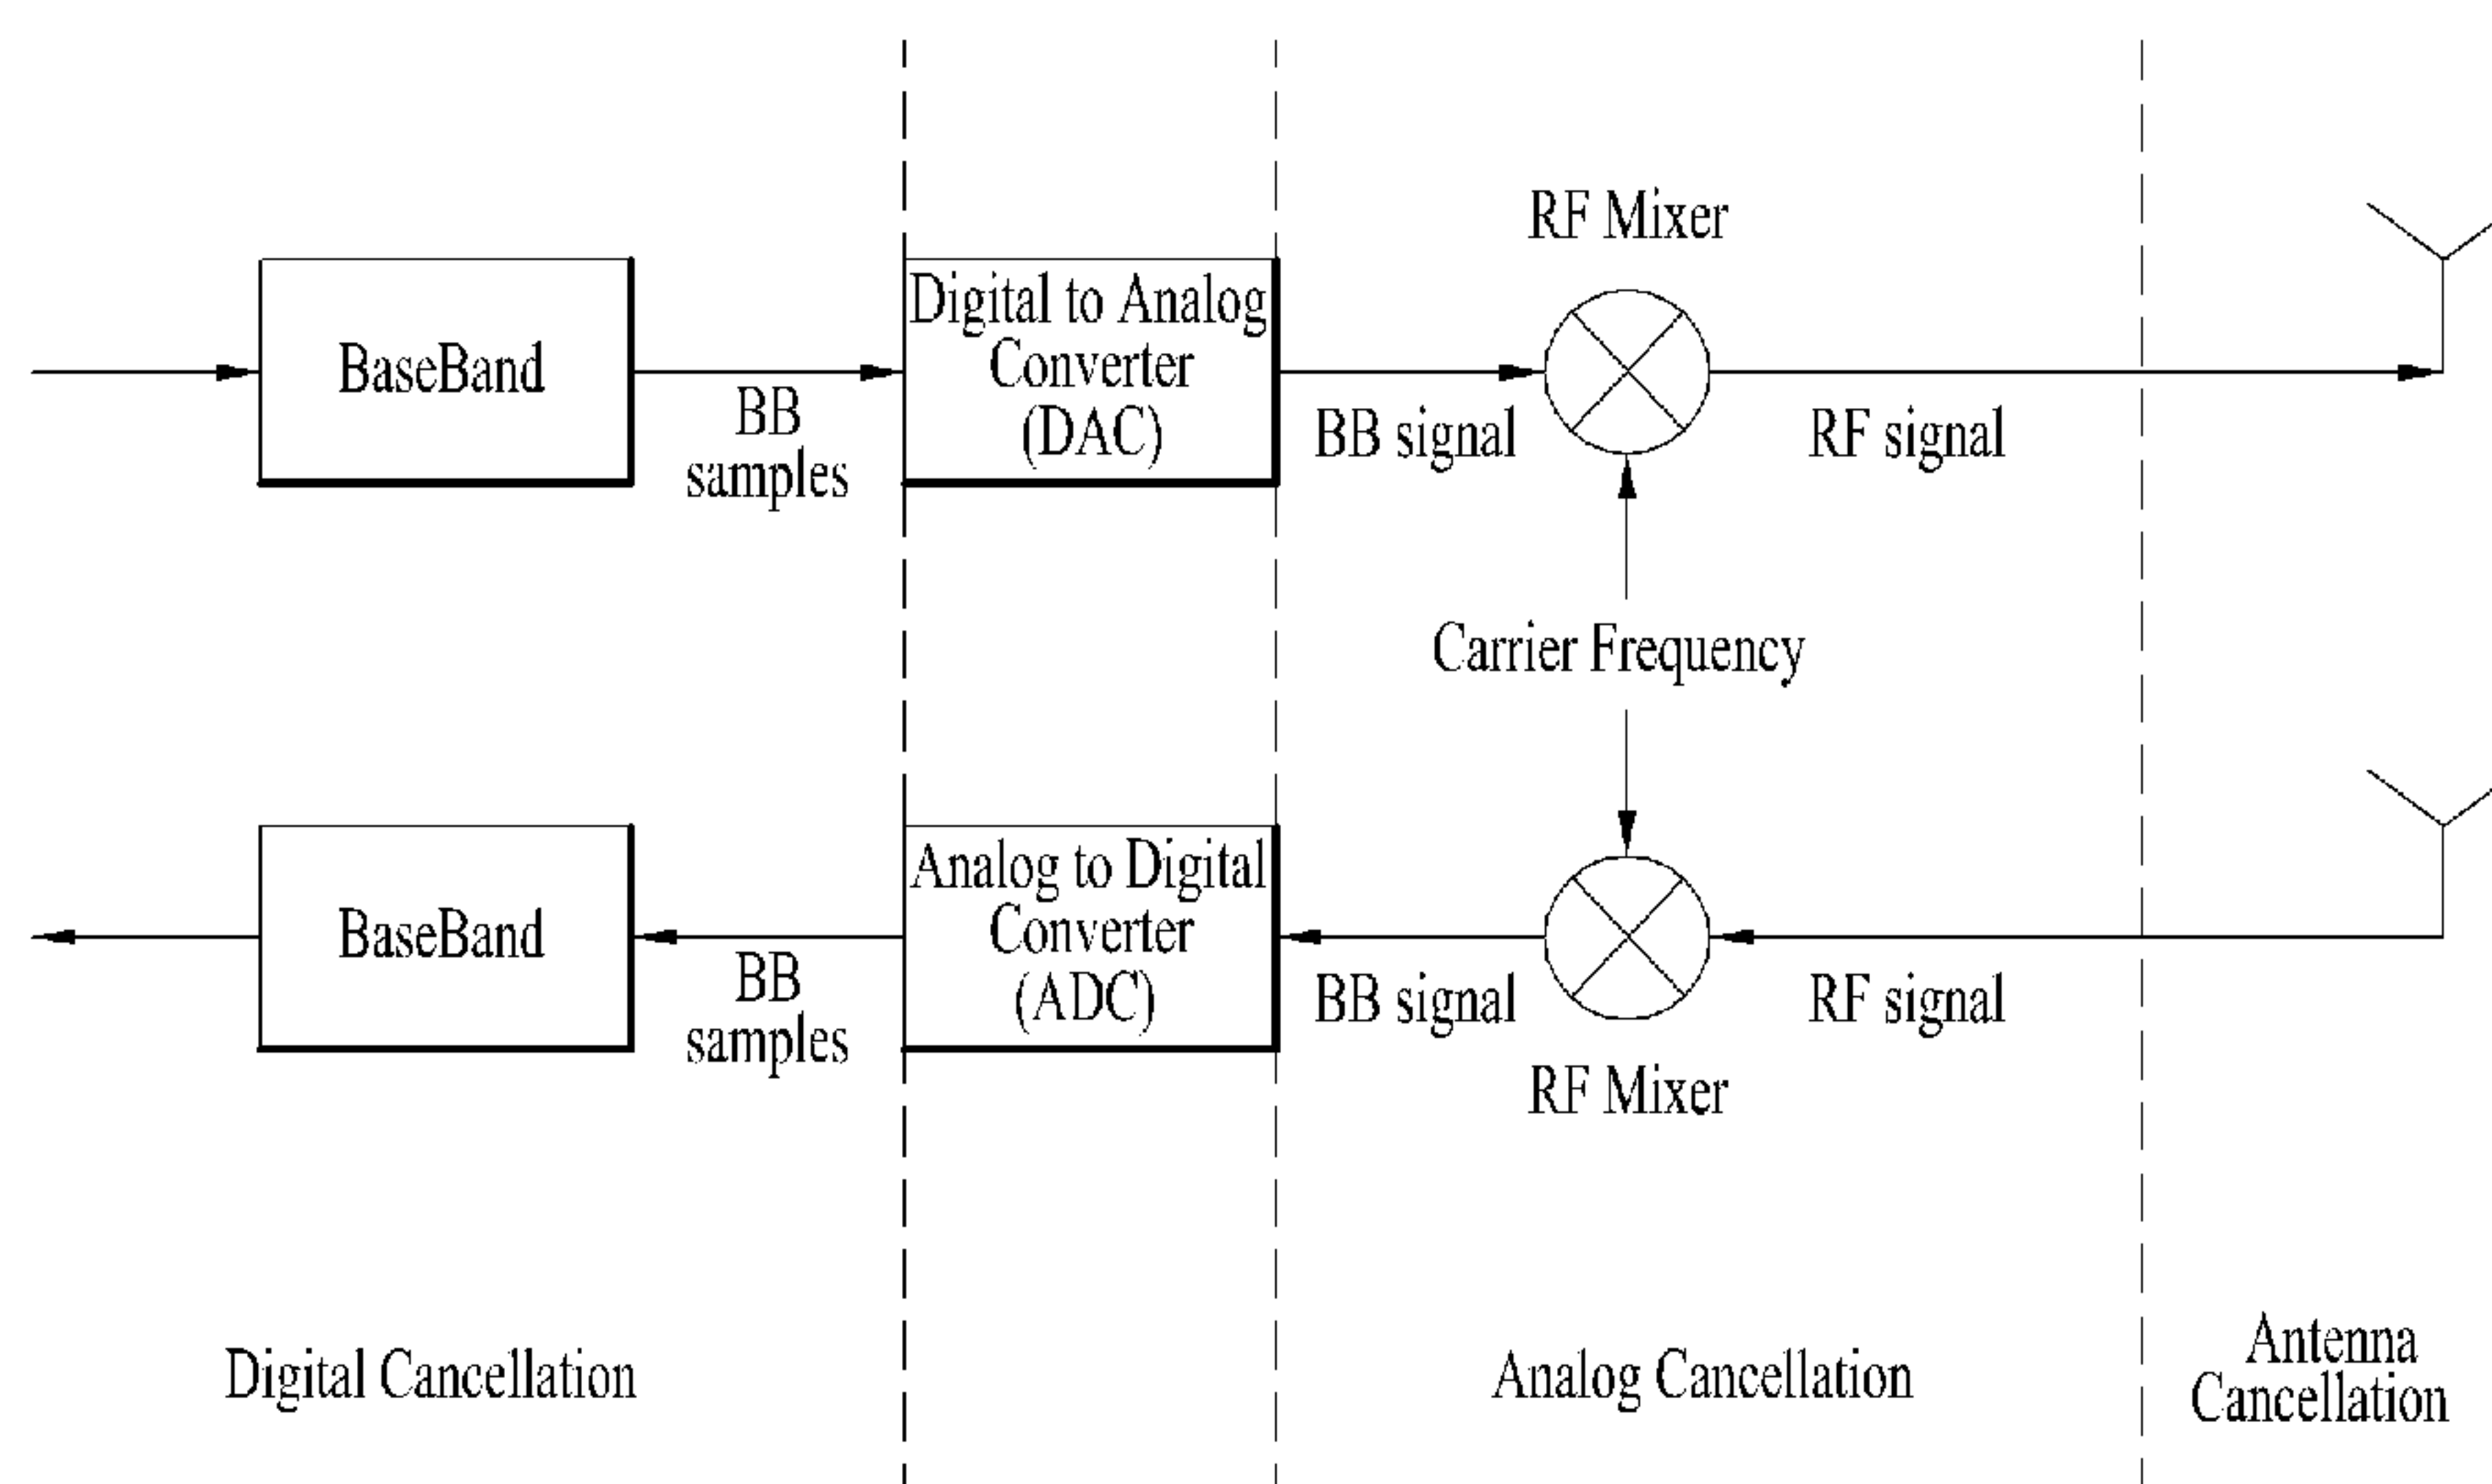 RF Mixer
BaseBand
BB
samples
Digital to Analog
Converter
(DAC)
BB signal
RF signal
Carrier Frequency
BaseBand
BB
samples
Analog to Digital
Converter
(ADC)
BB signal
RF signal
RF Mixer
Digital Cancellation
Analog Cancellation
Antenna
Cancellation